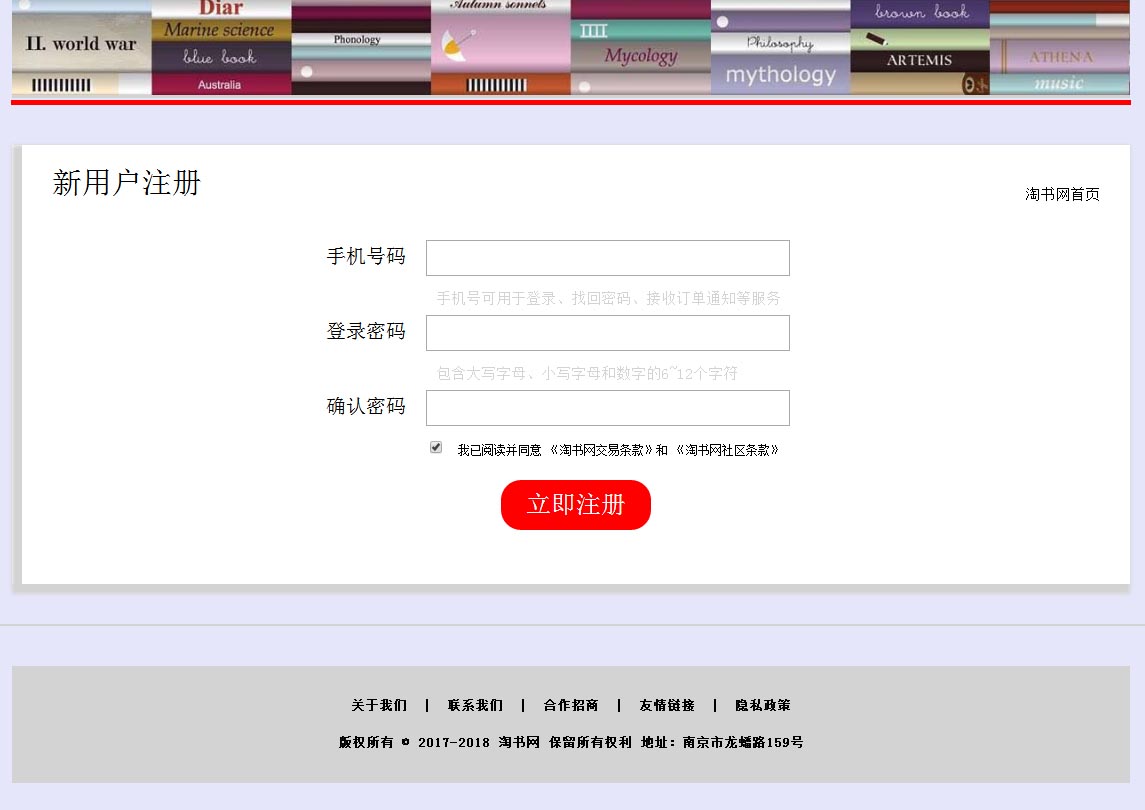 II. world war
Diar
Marine science
blue book
Australia
Phonology
Autumn sonnets
Mycology
Philosophy
mythology
brown book
ARTEMIS
ATHENA
music
新用户注册
淘书网首页
手机号码
手机号可用于登录、找回密码、接收订单通知等服务
登录密码
包含大写字母、小写字母和数字的6~12个字符
确认密码
我已阅读并同意《淘书网交易条款》和《淘书网社区条款》
立即注册
关于我们 | 联系我们 | 合作招商 | 友情链接 | 隐私政策
版权所有 © 2017-2018 淘书网 保留所有权利 地址：南京市龙蟠路159号